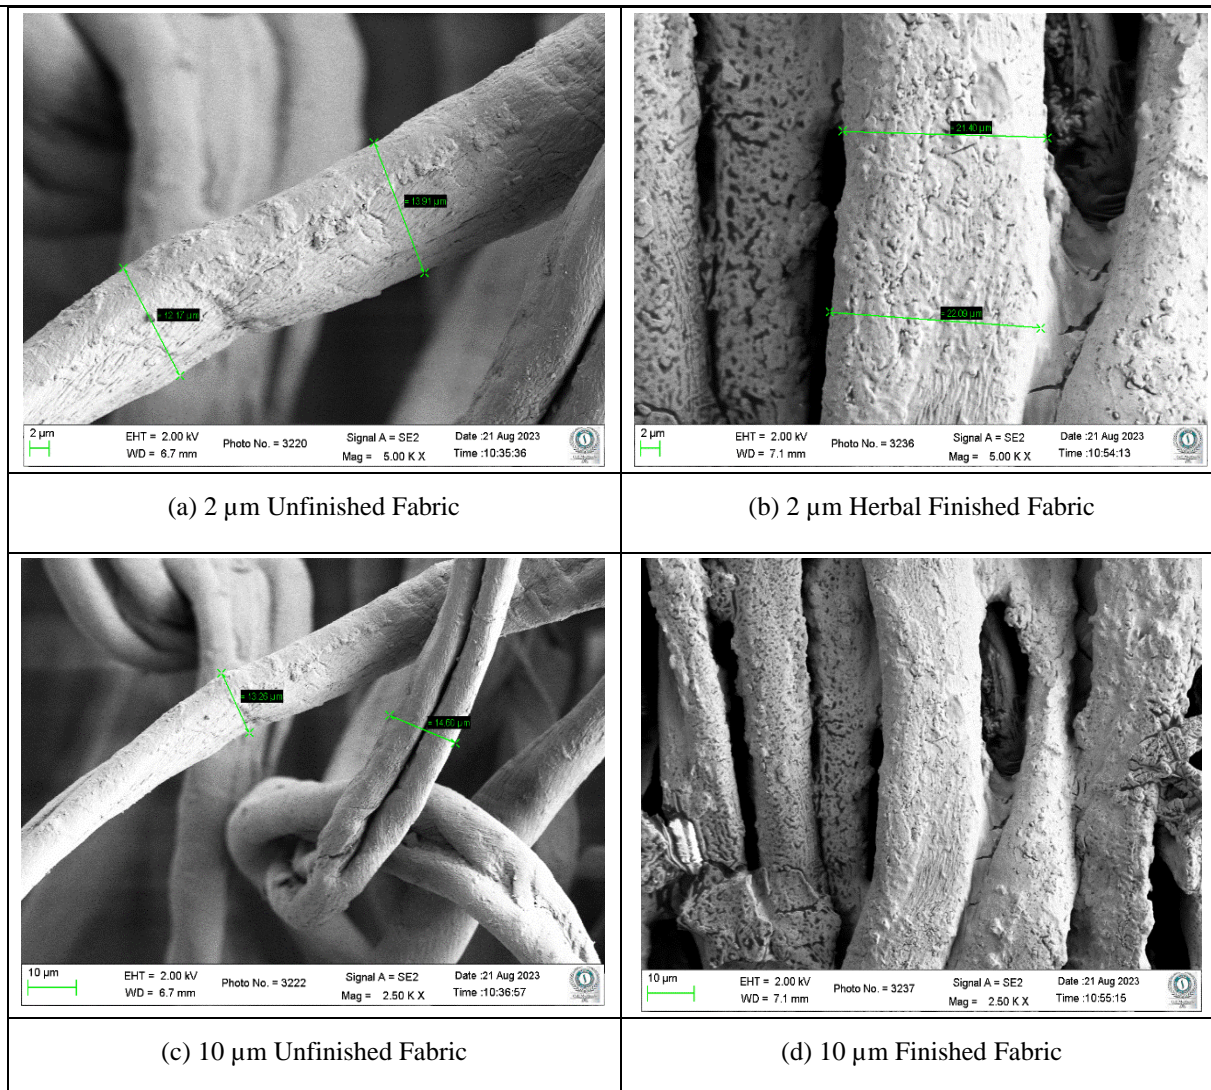 = 13.91 µm
= 12.17 µm
2 µm
EHT = 2.00 kV
WD = 6.7 mm
Photo No. = 3220
Signal A = SE2
Mag = 5.00 K X
Date :21 Aug 2023
Time :10:35:36
= 21.40 µm
= 22.09 µm
2 µm
EHT = 2.00 kV
WD = 7.1 mm
Photo No. = 3236
Signal A = SE2
Mag = 5.00 K X
Date :21 Aug 2023
Time :10:54:13
(a) 2 µm Unfinished Fabric
(b) 2 µm Herbal Finished Fabric
= 13.26 µm
= 14.60 µm
10 µm
EHT = 2.00 kV
WD = 6.7 mm
Photo No. = 3222
Signal A = SE2
Mag = 2.50 K X
Date :21 Aug 2023
Time :10:36:57
10 µm
EHT = 2.00 kV
WD = 7.1 mm
Photo No. = 3237
Signal A = SE2
Mag = 2.50 K X
Date :21 Aug 2023
Time :10:55:15
(c) 10 µm Unfinished Fabric
(d) 10 µm Finished Fabric